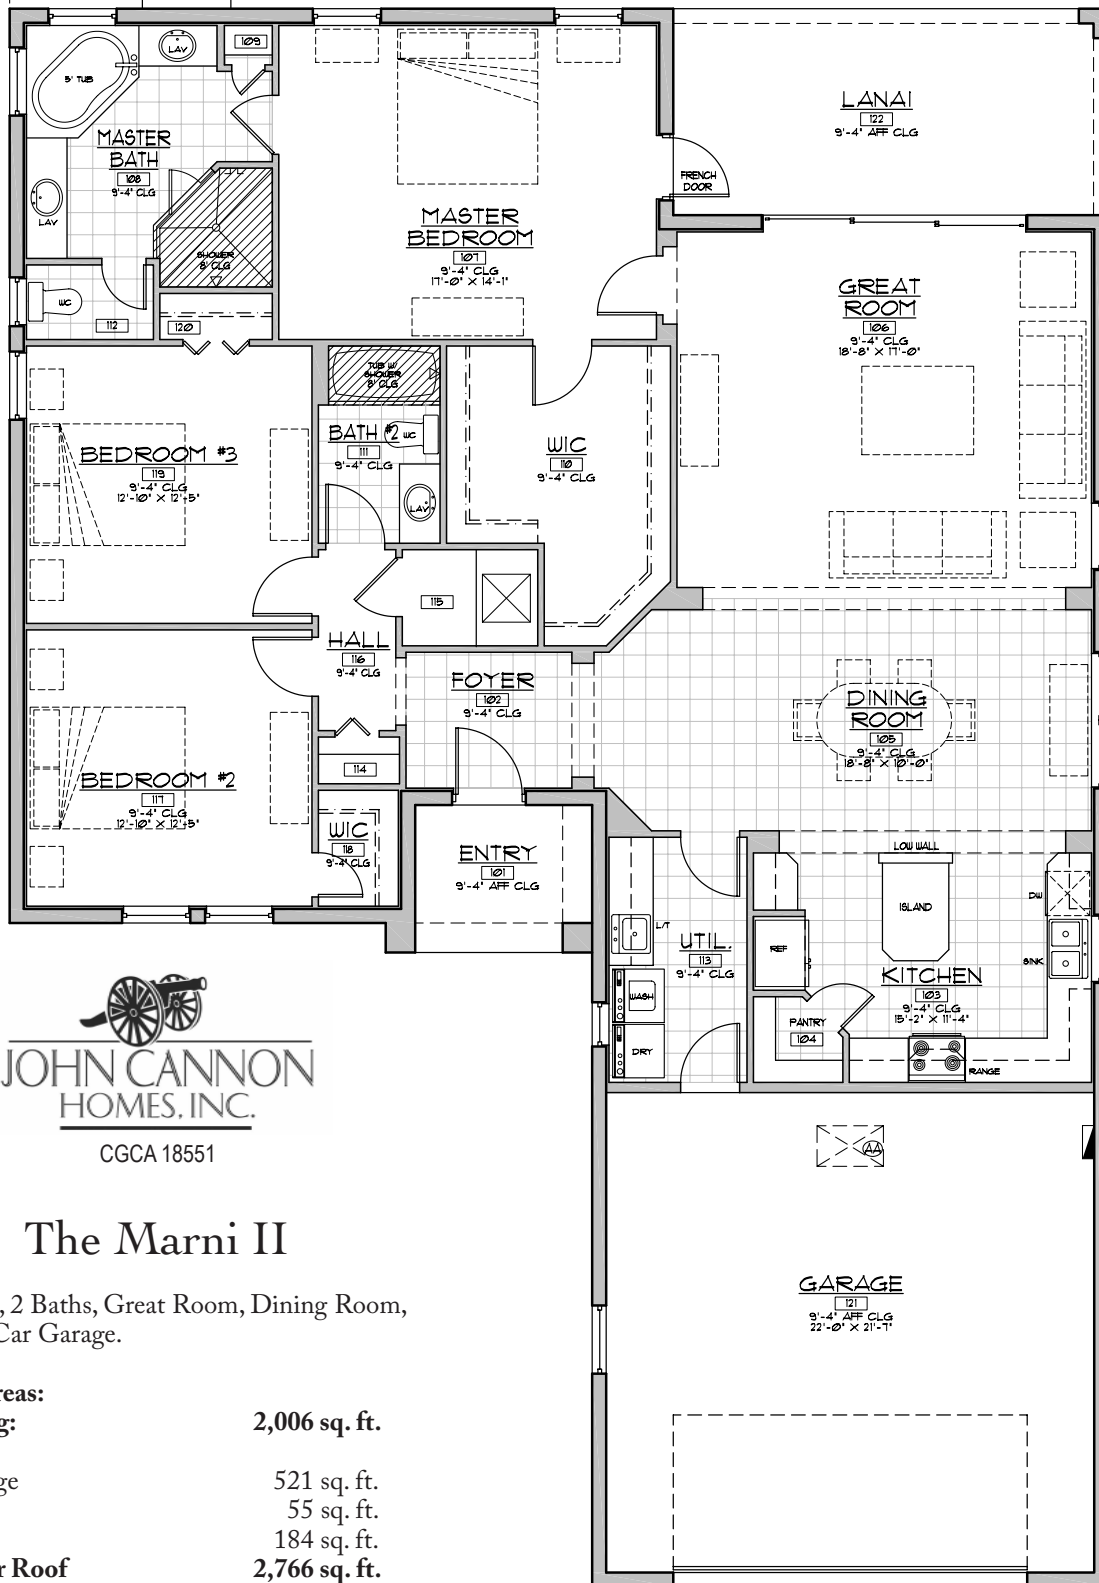 LAV
109
5' TUB
MASTER
BATH
108
9'-4" CLG
LAV
SHOWER
8' CLG
WC
112
120
MASTER
BEDROOM
107
9'-4" CLG
17'-0" X 14'-1"
LANAI
122
9'-4" AFF CLG
FRENCH
DOOR
GREAT
ROOM
106
9'-4" CLG
18'-8" X 17'-0"
TUB W/
SHOWER
8' CLG
BATH #2
111
9'-4" CLG
WC
LAV
WIC
110
9'-4" CLG
BEDROOM #3
119
9'-4" CLG
12'-10" X 12'-5"
115
HALL
116
9'-4" CLG
FOYER
102
9'-4" CLG
DINING
ROOM
105
9'-4" CLG
18'-8" X 10'-0"
BEDROOM #2
117
9'-4" CLG
12'-10" X 12'-5"
114
WIC
118
9'-4" CLG
ENTRY
101
9'-4" AFF CLG
LOW WALL
ISLAND
DW
SINK
L/T
UTIL.
113
9'-4" CLG
REF
KITCHEN
103
9'-4" CLG
15'-2" X 11'-4"
WASH
DRY
PANTRY
104
RANGE
AA
GARAGE
121
9'-4" AFF CLG
22'-0" X 21'-7"
JOHN CANNON
HOMES, INC.
CGCA 18551
The Marni II
, 2 Baths, Great Room, Dining Room,
Car Garage.
reas:
g: 2,006 sq. ft.
ge 521 sq. ft.
55 sq. ft.
184 sq. ft.
r Roof 2,766 sq. ft.